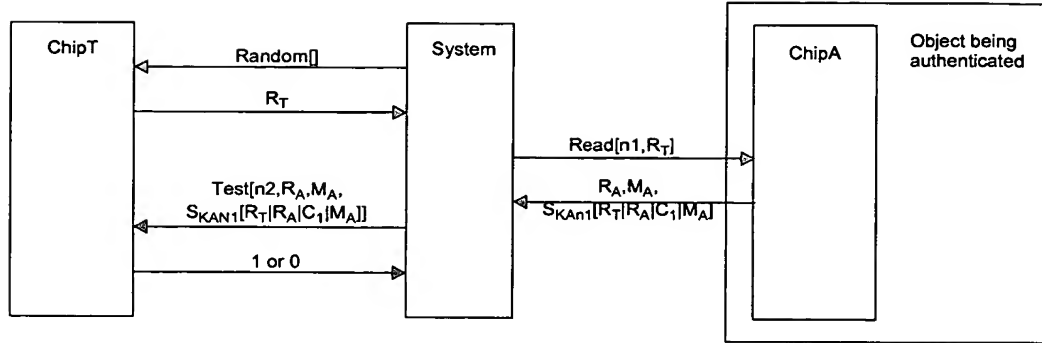 ChipT
System
ChipA
Object being
authenticated
Random[]
R_T
Read[n1,R_T]
Test[n2,R_A,M_A,
S_KAN1[R_T|R_A|C_1|M_A]]
R_A,M_A,
S_KAn1[R_T|R_A|C_1|M_A]
1 or 0